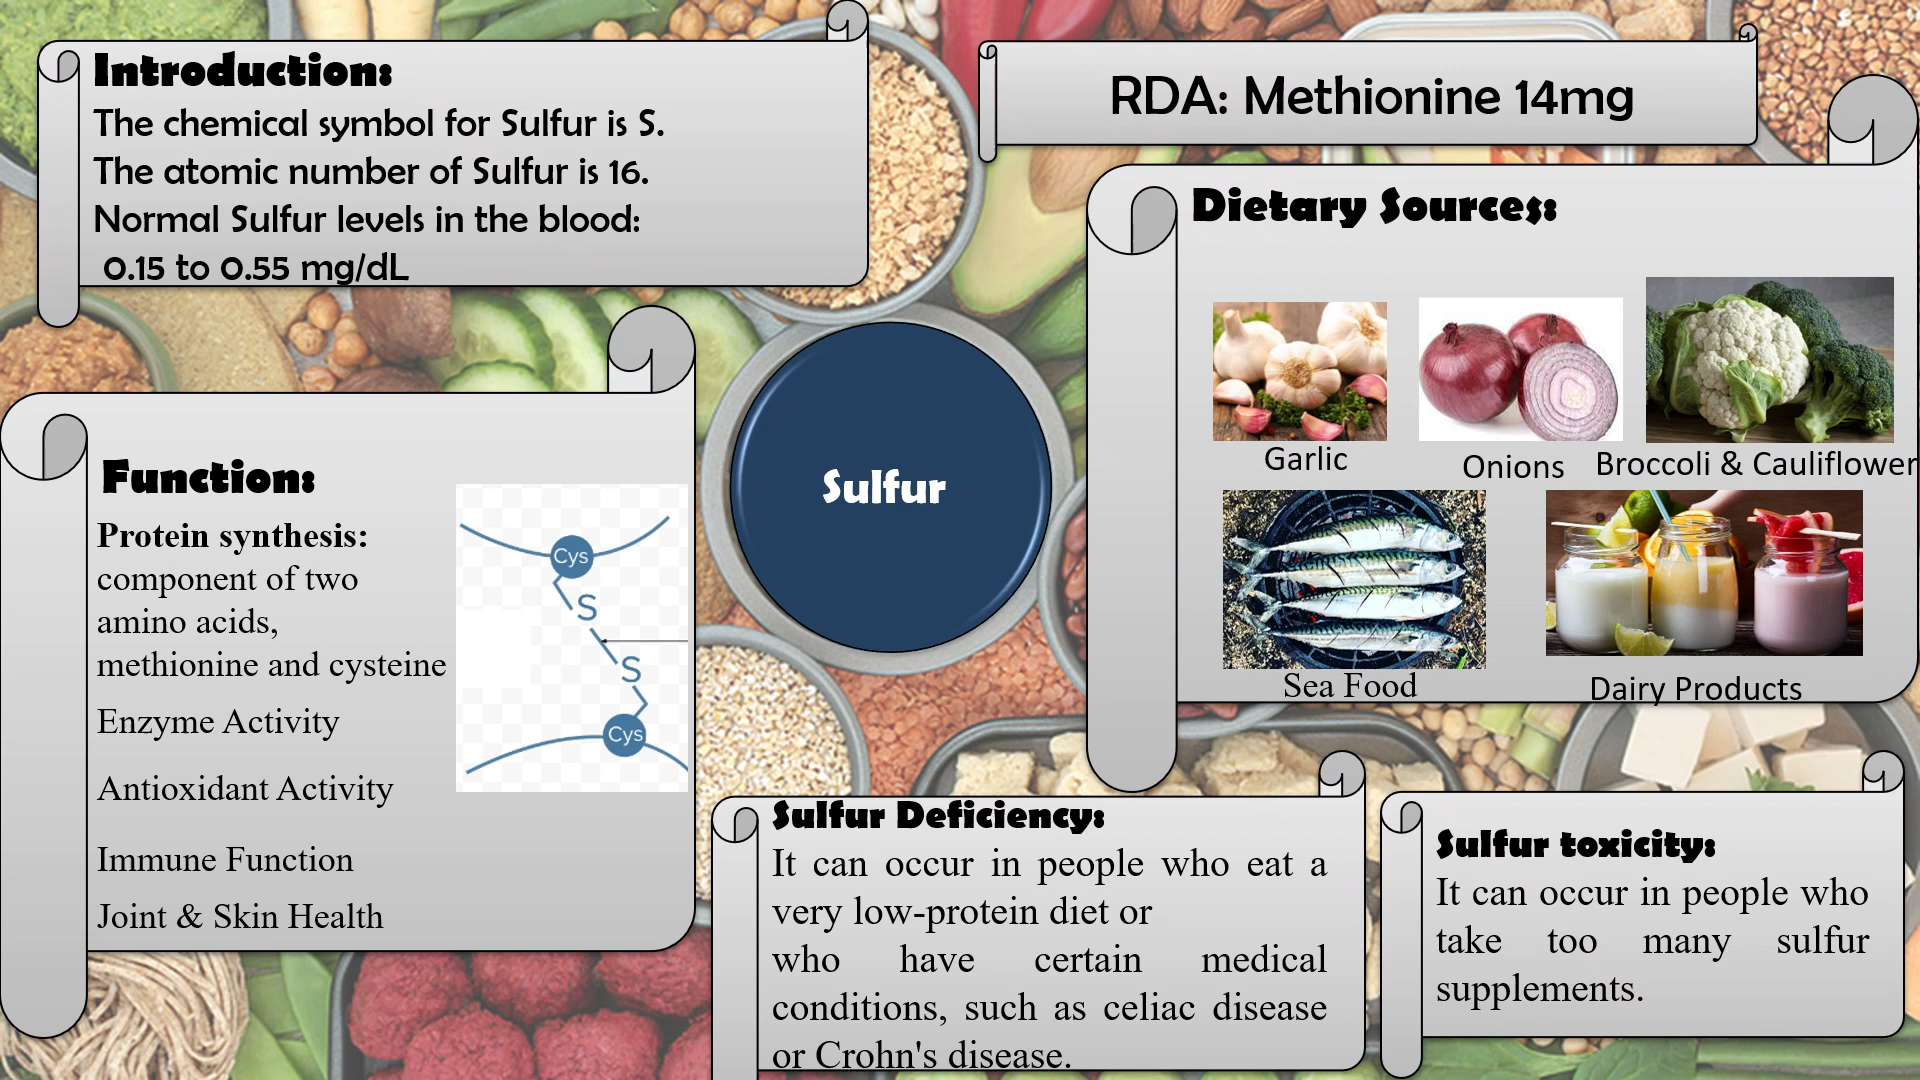 Introduction:
The chemical symbol for Sulfur is S.
The atomic number of Sulfur is 16.
Normal Sulfur levels in the blood:
0.15 to 0.55 mg/dL
RDA: Methionine 14mg
Dietary Sources:
Garlic
Onions
Broccoli & Cauliflower
Sea Food
Dairy Products
Sulfur
Function:
Protein synthesis:
component of two
amino acids,
methionine and cysteine
Enzyme Activity
Antioxidant Activity
Immune Function
Joint & Skin Health
Cys
S
S
Cys
Sulfur Deficiency:
It can occur in people who eat a
very low-protein diet or
who have certain medical
conditions, such as celiac disease
or Crohn's disease.
Sulfur toxicity:
It can occur in people who
take too many sulfur
supplements.